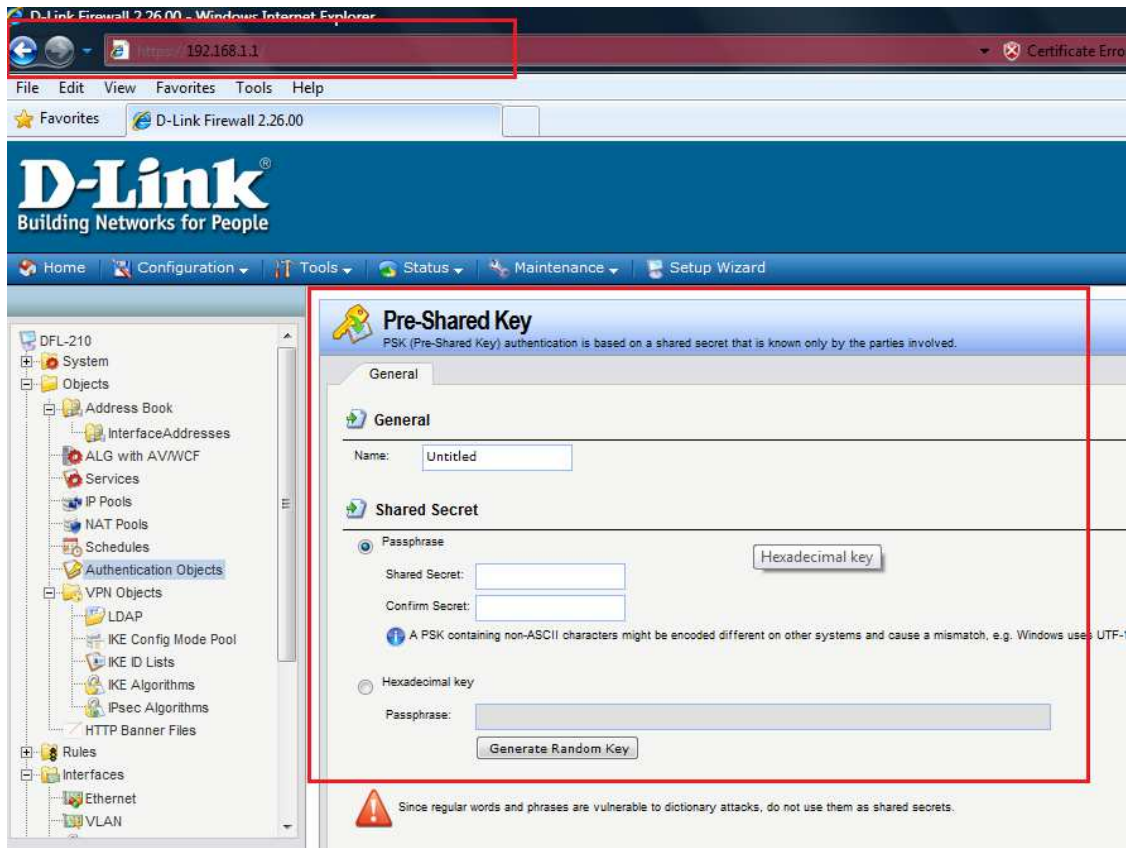 D-Link Firewall 2.26.00 - Windows Internet Explorer
https://192.168.1.1
Certificate Erro
File Edit View Favorites Tools Help
Favorites
D-Link Firewall 2.26.00
D-Link®
Building Networks for People
Home Configuration Tools Status Maintenance Setup Wizard
DFL-210
System
Objects
Address Book
InterfaceAddresses
ALG with AV/WCF
Services
IP Pools
NAT Pools
Schedules
Authentication Objects
VPN Objects
LDAP
IKE Config Mode Pool
IKE ID Lists
IKE Algorithms
IPsec Algorithms
HTTP Banner Files
Rules
Interfaces
Ethernet
VLAN
Pre-Shared Key
PSK (Pre-Shared Key) authentication is based on a shared secret that is known only by the parties involved.
General
General
Name: Untitled
Shared Secret
Passphrase
Hexadecimal key
Shared Secret:
Confirm Secret:
A PSK containing non-ASCII characters might be encoded different on other systems and cause a mismatch, e.g. Windows uses UTF-1
Hexadecimal key
Passphrase:
Generate Random Key
Since regular words and phrases are vulnerable to dictionary attacks, do not use them as shared secrets.